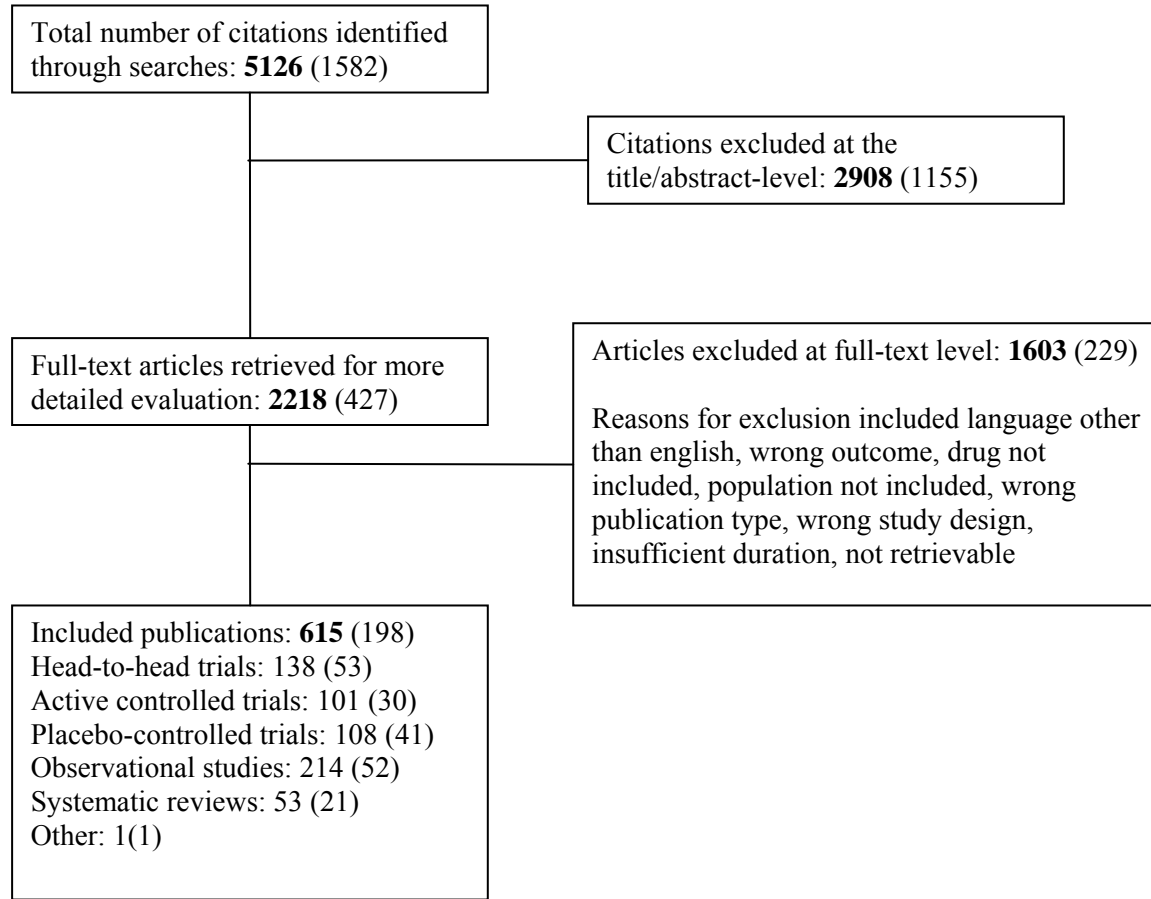 Total number of citations identified
through searches: 5126 (1582)
Citations excluded at the
title/abstract-level: 2908 (1155)
Full-text articles retrieved for more
detailed evaluation: 2218 (427)
Articles excluded at full-text level: 1603 (229)
Reasons for exclusion included language other
than english, wrong outcome, drug not
included, population not included, wrong
publication type, wrong study design,
insufficient duration, not retrievable
Included publications: 615 (198)
Head-to-head trials: 138 (53)
Active controlled trials: 101 (30)
Placebo-controlled trials: 108 (41)
Observational studies: 214 (52)
Systematic reviews: 53 (21)
Other: 1(1)